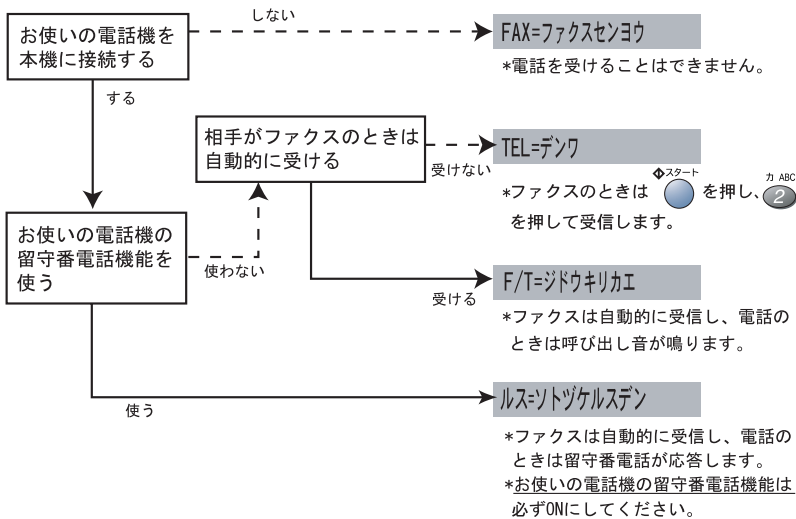 お使いの電話機を
本機に接続する
しない
FAX=ファクスセンヨウ
*電話を受けることはできません。
する
相手がファクスのときは
自動的に受ける
受けない
TEL=デンワ
*ファクスのときは スタート を押し、 カ ABC 2
を押して受信します。
お使いの電話機の
留守番電話機能を
使う
使わない
受ける
F/T=ジドウキリカエ
*ファクスは自動的に受信し、電話の
ときは呼び出し音が鳴ります。
使う
ルス=ソトヅケルスデン
*ファクスは自動的に受信し、電話の
ときは留守番電話が応答します。
*お使いの電話機の留守番電話機能は
必ずONにしてください。